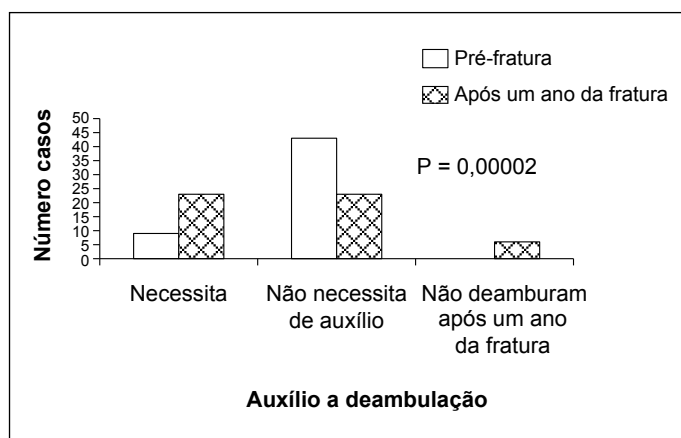 Pré-fratura
Após um ano da fratura
P = 0,00002
Número casos
50
45
40
35
30
25
20
15
10
5
0
Necessita
Não necessita
de auxílio
Não deamburam
após um ano
da fratura
Auxílio a deambulação